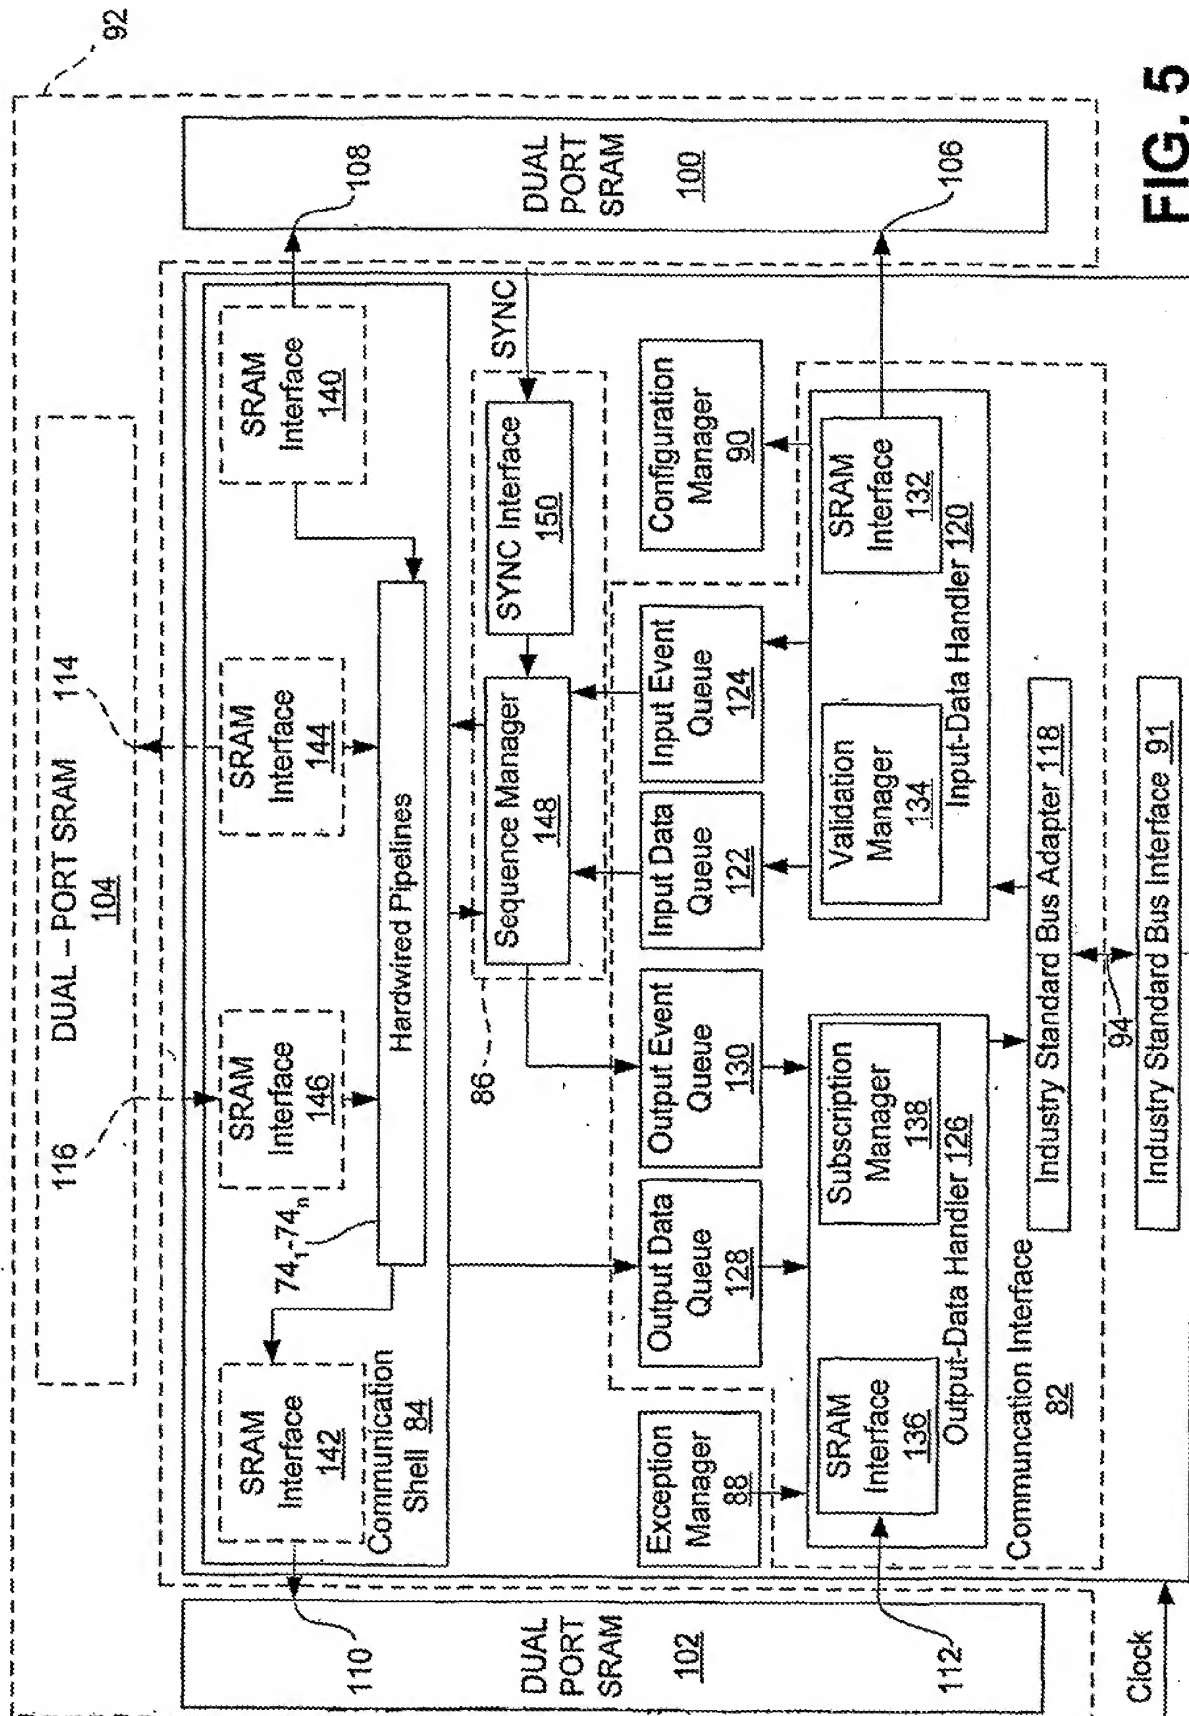 92
DUAL – PORT SRAM
104
116
114
110
DUAL
PORT
SRAM
102
112
108
DUAL
PORT
SRAM
100
106
SRAM
Interface
142
SRAM
Interface
146
SRAM
Interface
144
SRAM
Interface
140
74₁-74ₙ
Hardwired Pipelines
Communication
Shell 84
86
Sequence Manager
148
SYNC Interface
150
SYNC
Exception
Manager
88
Output Data
Queue
128
Output Event
Queue
130
Input Data
Queue
122
Input Event
Queue
124
Configuration
Manager
90
SRAM
Interface
136
Subscription
Manager
138
Output-Data Handler 126
Validation
Manager
134
SRAM
Interface
132
Input-Data Handler 120
Communcation Interface
82
Industry Standard Bus Adapter 118
94
Industry Standard Bus Interface 91
Clock
FIG. 5